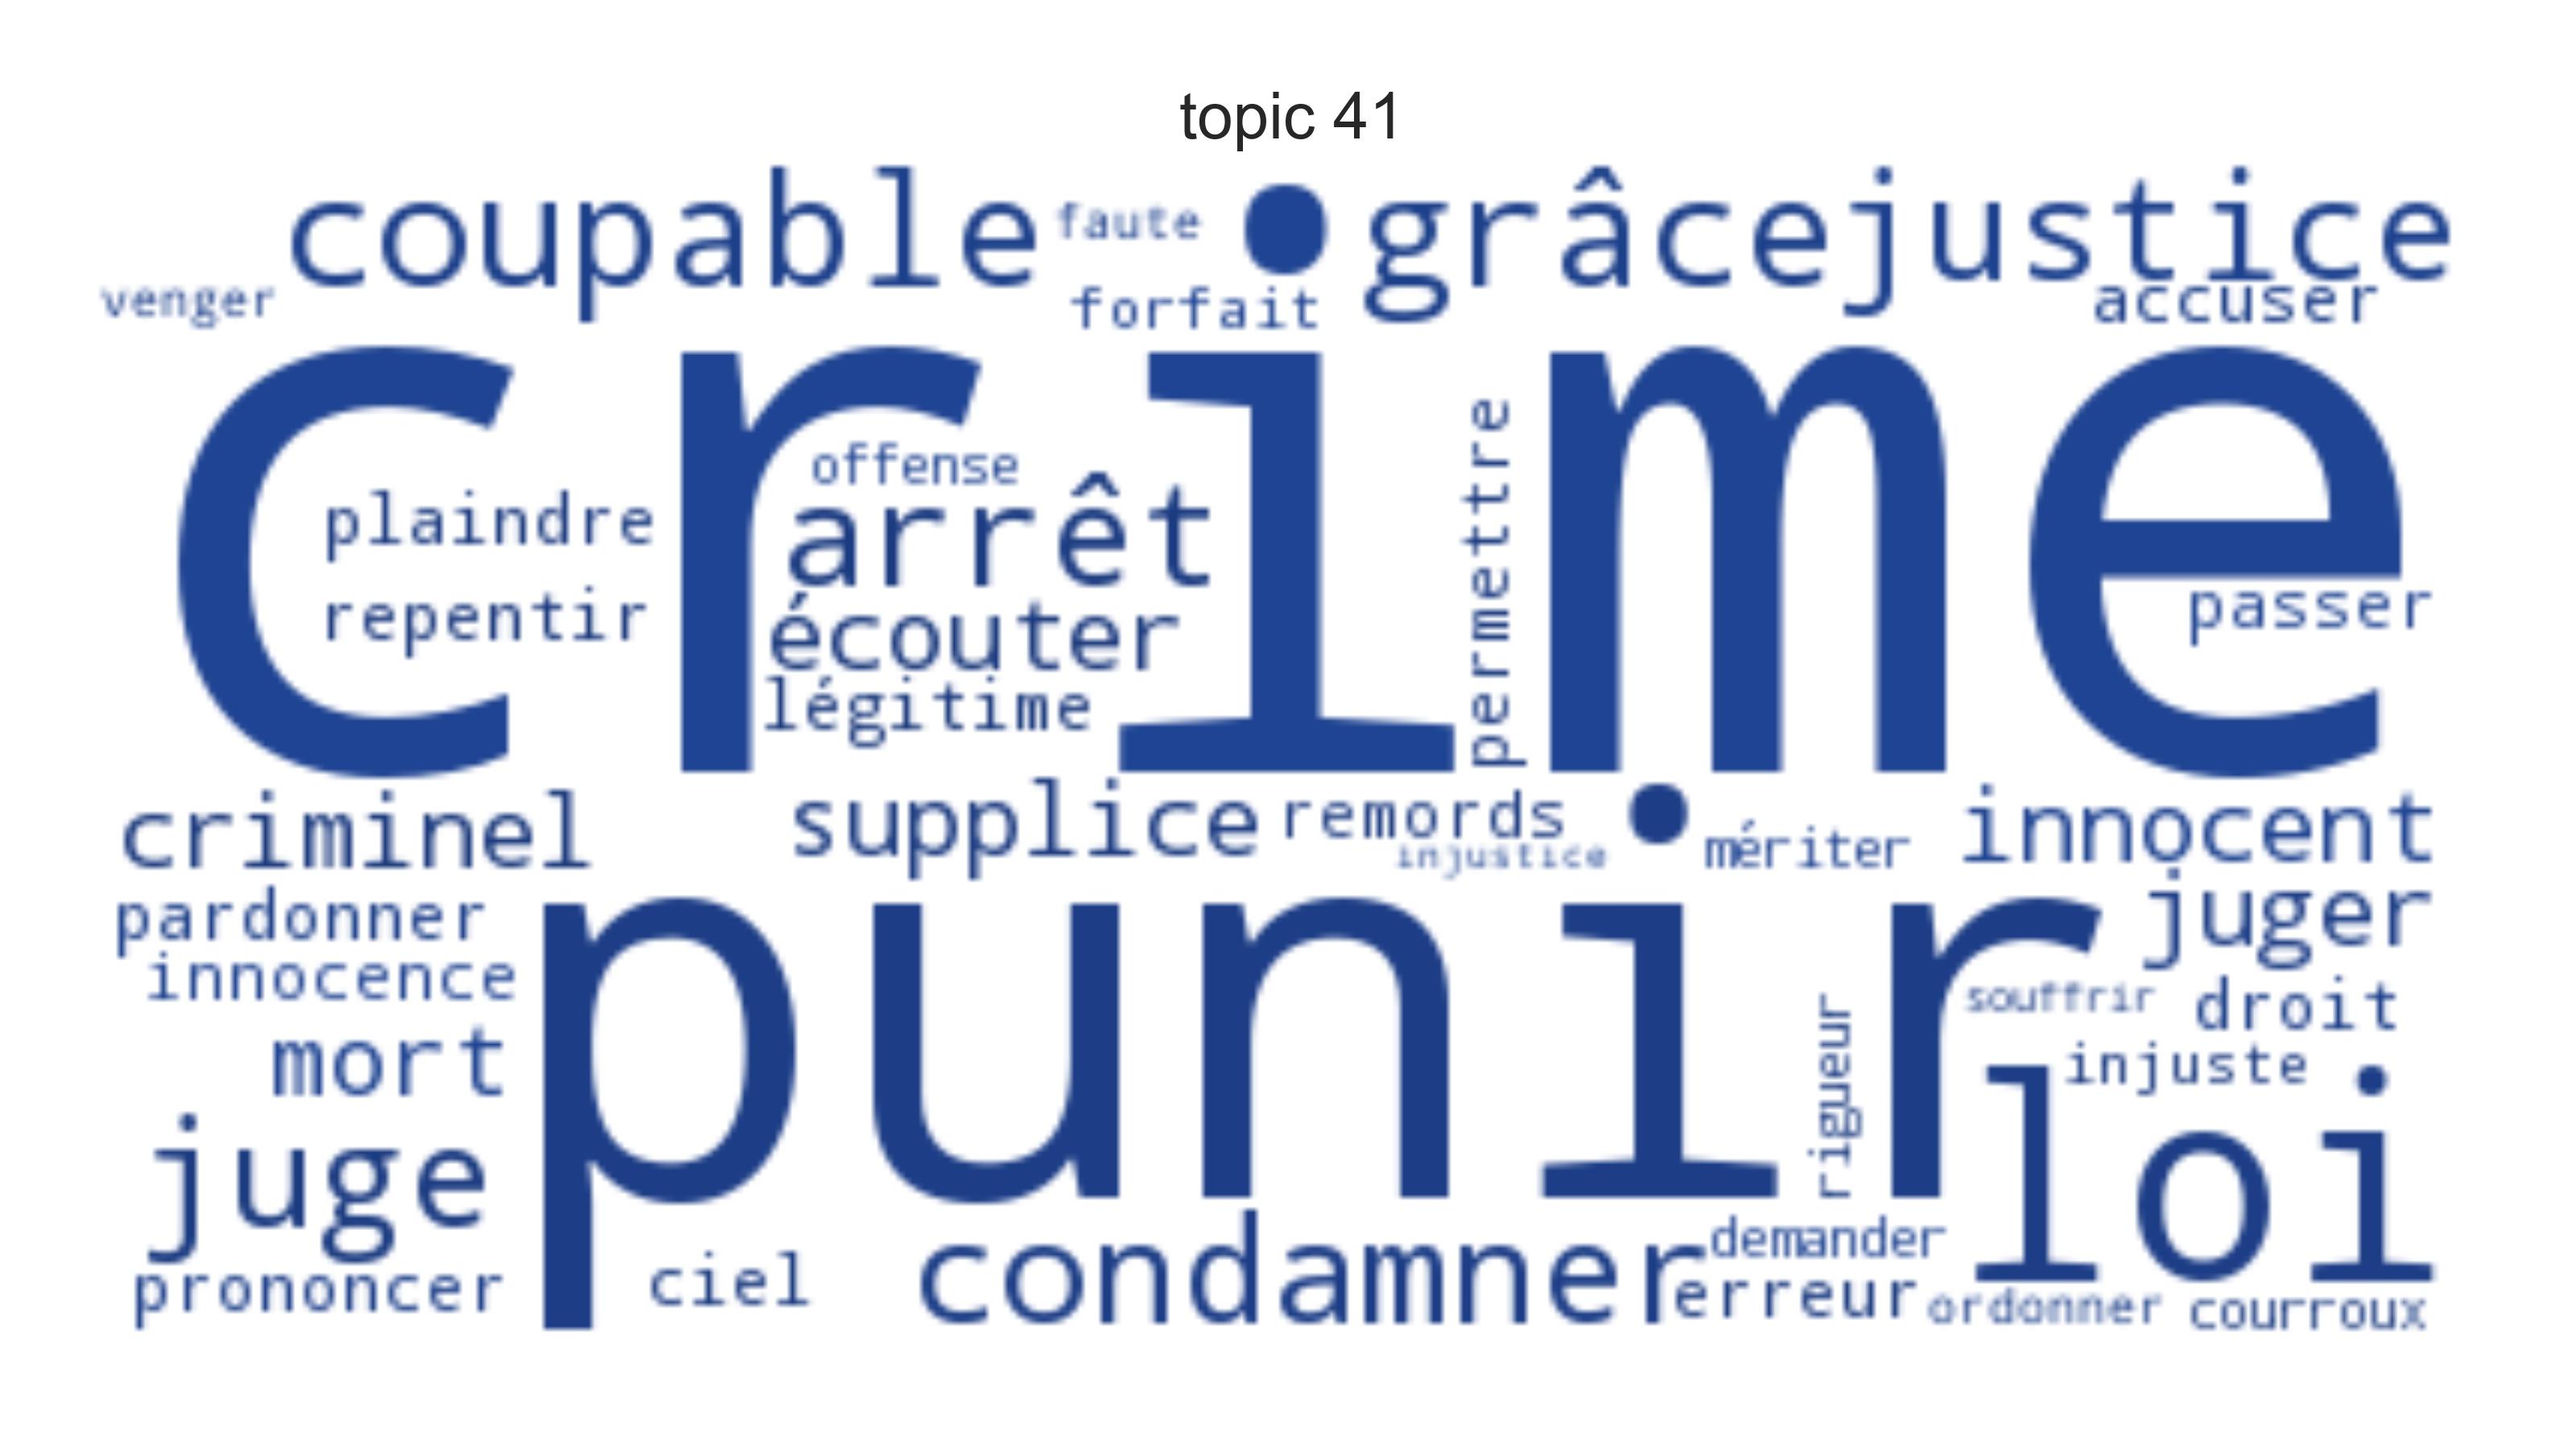 topic 41
coupable
faute
grâce
justice
venger
forfait
accuser
crime
offense
permettre
plaindre
arrêt
repentir
écouter
passer
légitime
criminel
supplice
remords
injustice
mériter
innocent
pardonner
punir
juger
innocence
souffrir
droit
mort
rigueur
injuste
juge
loi
prononcer
ciel
condamner
demander
erreur
ordonner
courroux